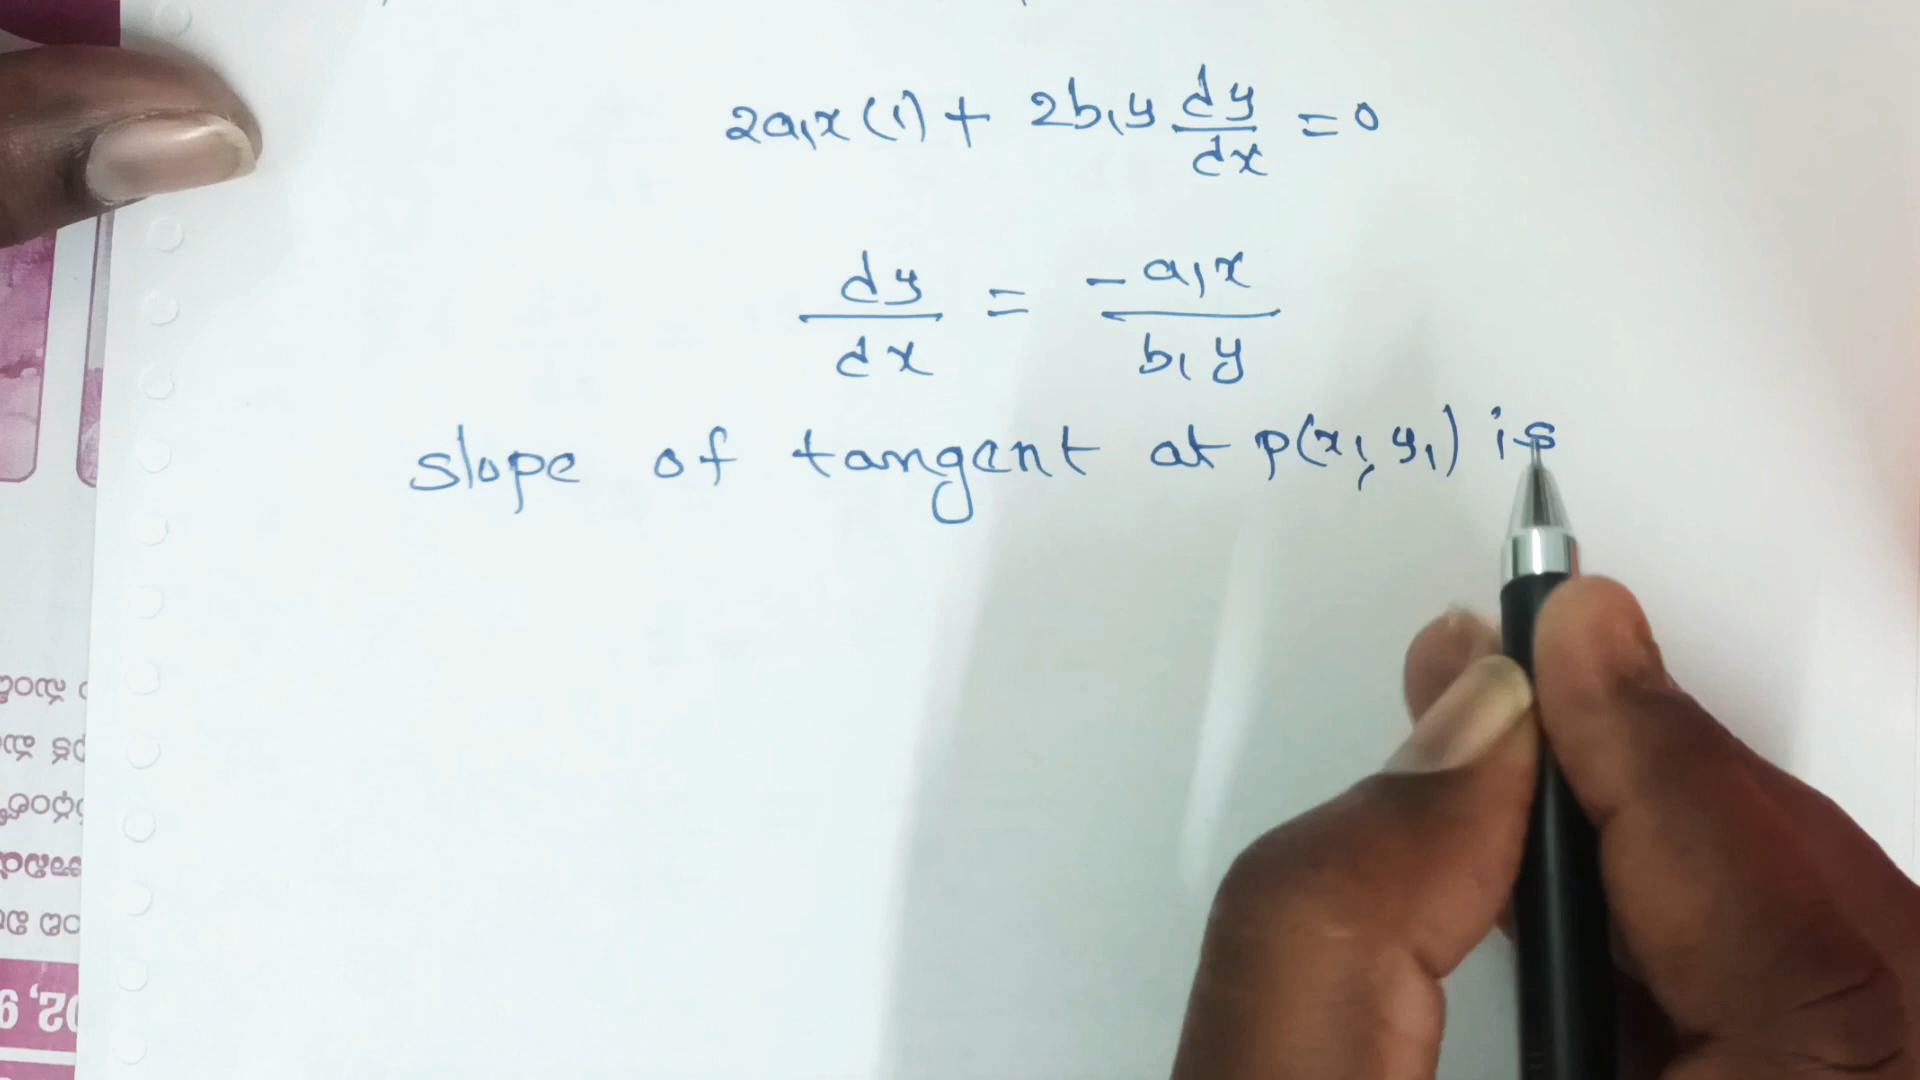 2a₁x(1) + 2b₁y dy/dx = 0
dy/dx = -a₁x/b₁y
slope of tangent at p(x₁, y₁) is